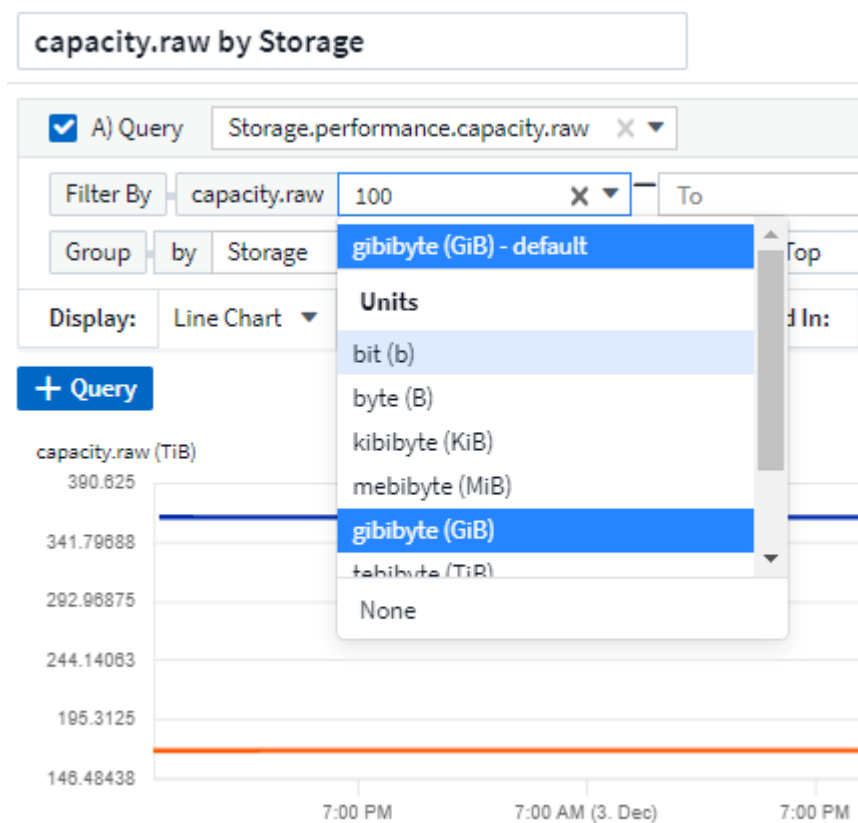 capacity.raw by Storage
A) Query Storage.performance.capacity.raw
Filter By capacity.raw 100 To
Group by Storage Top
gibibyte (GiB) - default
Units
Display: Line Chart d In:
bit (b)
byte (B)
+ Query
kibibyte (KiB)
mebibyte (MiB)
gibibyte (GiB)
tebibyte (TiB)
None
capacity.raw (TiB)
390.625
341.79688
292.96875
244.14063
195.3125
146.48438
7:00 PM 7:00 AM (3. Dec) 7:00 PM